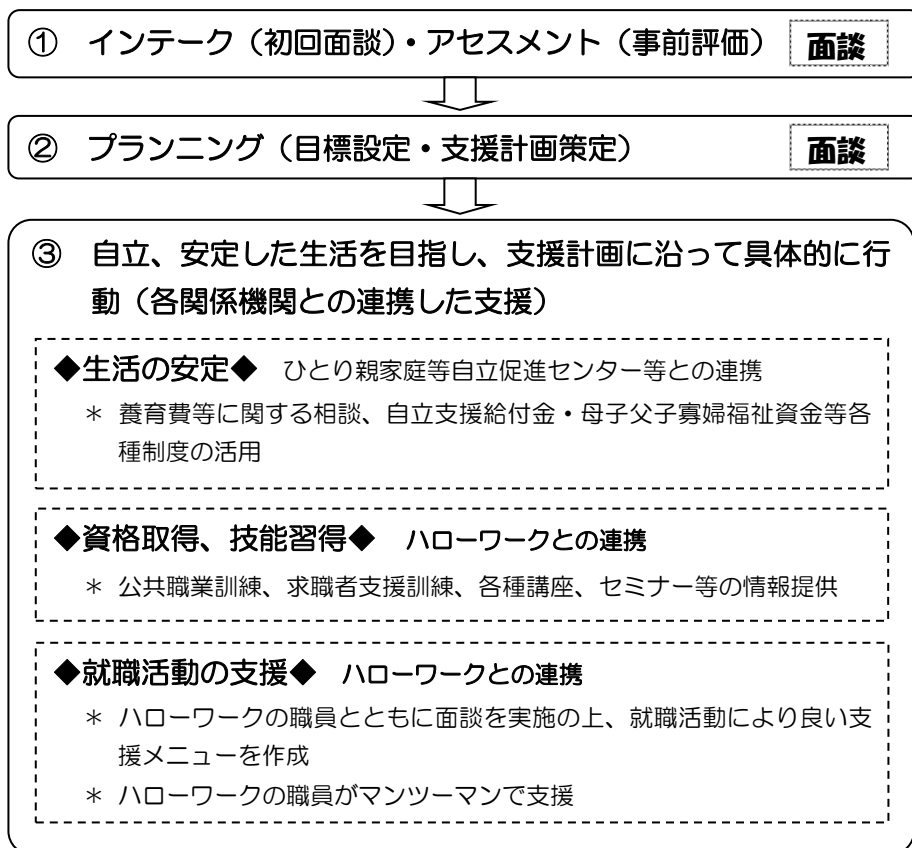 ① インテーク（初回面談）・アセスメント（事前評価） 面談
② プランニング（目標設定・支援計画策定） 面談
③ 自立、安定した生活を目指し、支援計画に沿って具体的に行
動（各関係機関との連携した支援）
◆生活の安定◆ ひとり親家庭等自立促進センター等との連携
＊ 養育費等に関する相談、自立支援給付金・母子父子寡婦福祉資金等各
種制度の活用
◆資格取得、技能習得◆ ハローワークとの連携
＊ 公共職業訓練、求職者支援訓練、各種講座、セミナー等の情報提供
◆就職活動の支援◆ ハローワークとの連携
＊ ハローワークの職員とともに面談を実施の上、就職活動により良い支
援メニューを作成
＊ ハローワークの職員がマンツーマンで支援